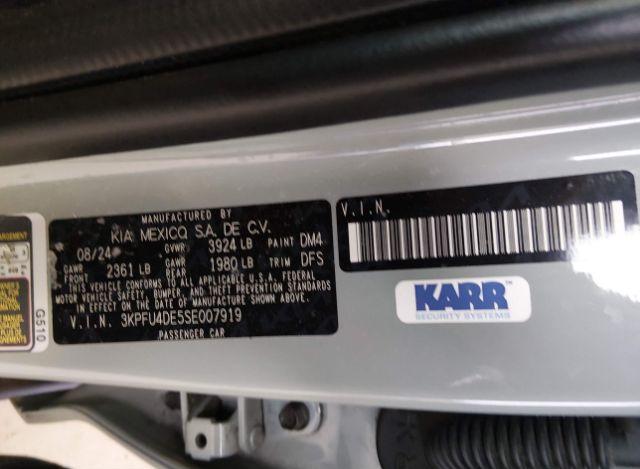 MANUFACTURED BY
KIA MEXICO S.A. DE C.V.
08/24 GVWR 3924 LB PAINT DM4
GAWR 2361 LB GAWR REAR 1980 LB TRIM DFS
THIS VEHICLE CONFORMS TO ALL APPLICABLE U.S.A. FEDERAL
MOTOR VEHICLE SAFETY, BUMPER, AND THEFT PREVENTION STANDARDS
IN EFFECT ON THE DATE OF MANUFACTURE SHOWN ABOVE.
V.I.N. 3KPFU4DE5SE007919
PASSENGER CAR
V.I.N.
KARR
SECURITY SYSTEMS
G510